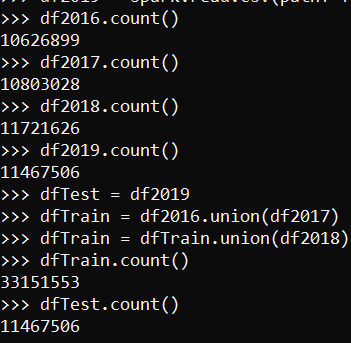 >>> df2016.count()
10626899
>>> df2017.count()
10803028
>>> df2018.count()
11721626
>>> df2019.count()
11467506
>>> dfTest = df2019
>>> dfTrain = df2016.union(df2017)
>>> dfTrain = dfTrain.union(df2018)
>>> dfTrain.count()
33151553
>>> dfTest.count()
11467506